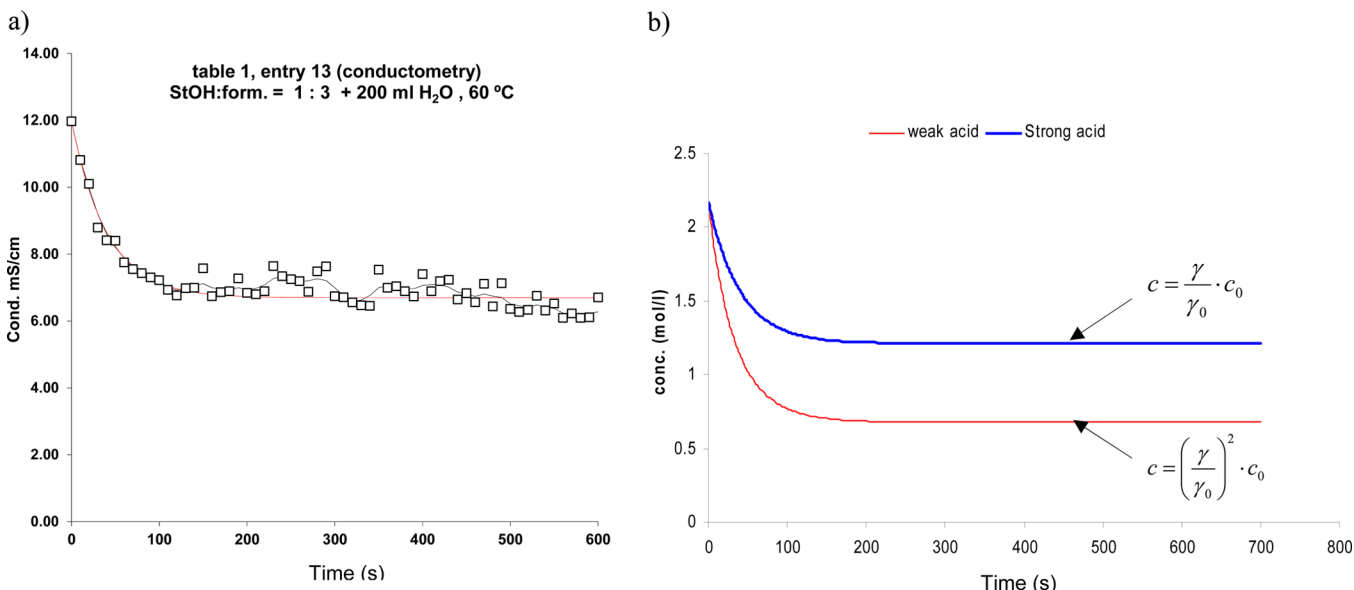 a)
table 1, entry 13 (conductometry)
StOH:form. = 1 : 3 + 200 ml H₂O , 60 ºC
Cond. mS/cm
14.00
12.00
10.00
8.00
6.00
4.00
2.00
0.00
0
100
200
300
400
500
600
Time (s)
b)
weak acid
Strong acid
conc. (mol/l)
2.5
2
1.5
1
0.5
0
c = γ/γ₀ · c₀
c = (γ/γ₀)² · c₀
0
100
200
300
400
500
600
700
800
Time (s)